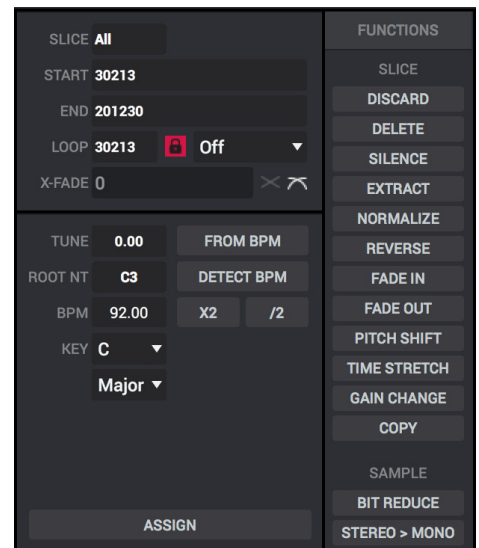 SLICE All
START 30213
END 201230
LOOP 30213 Off
X-FADE 0
TUNE 0.00 FROM BPM
ROOT NT C3 DETECT BPM
BPM 92.00 X2 /2
KEY C
Major
ASSIGN
FUNCTIONS
SLICE
DISCARD
DELETE
SILENCE
EXTRACT
NORMALIZE
REVERSE
FADE IN
FADE OUT
PITCH SHIFT
TIME STRETCH
GAIN CHANGE
COPY
SAMPLE
BIT REDUCE
STEREO > MONO